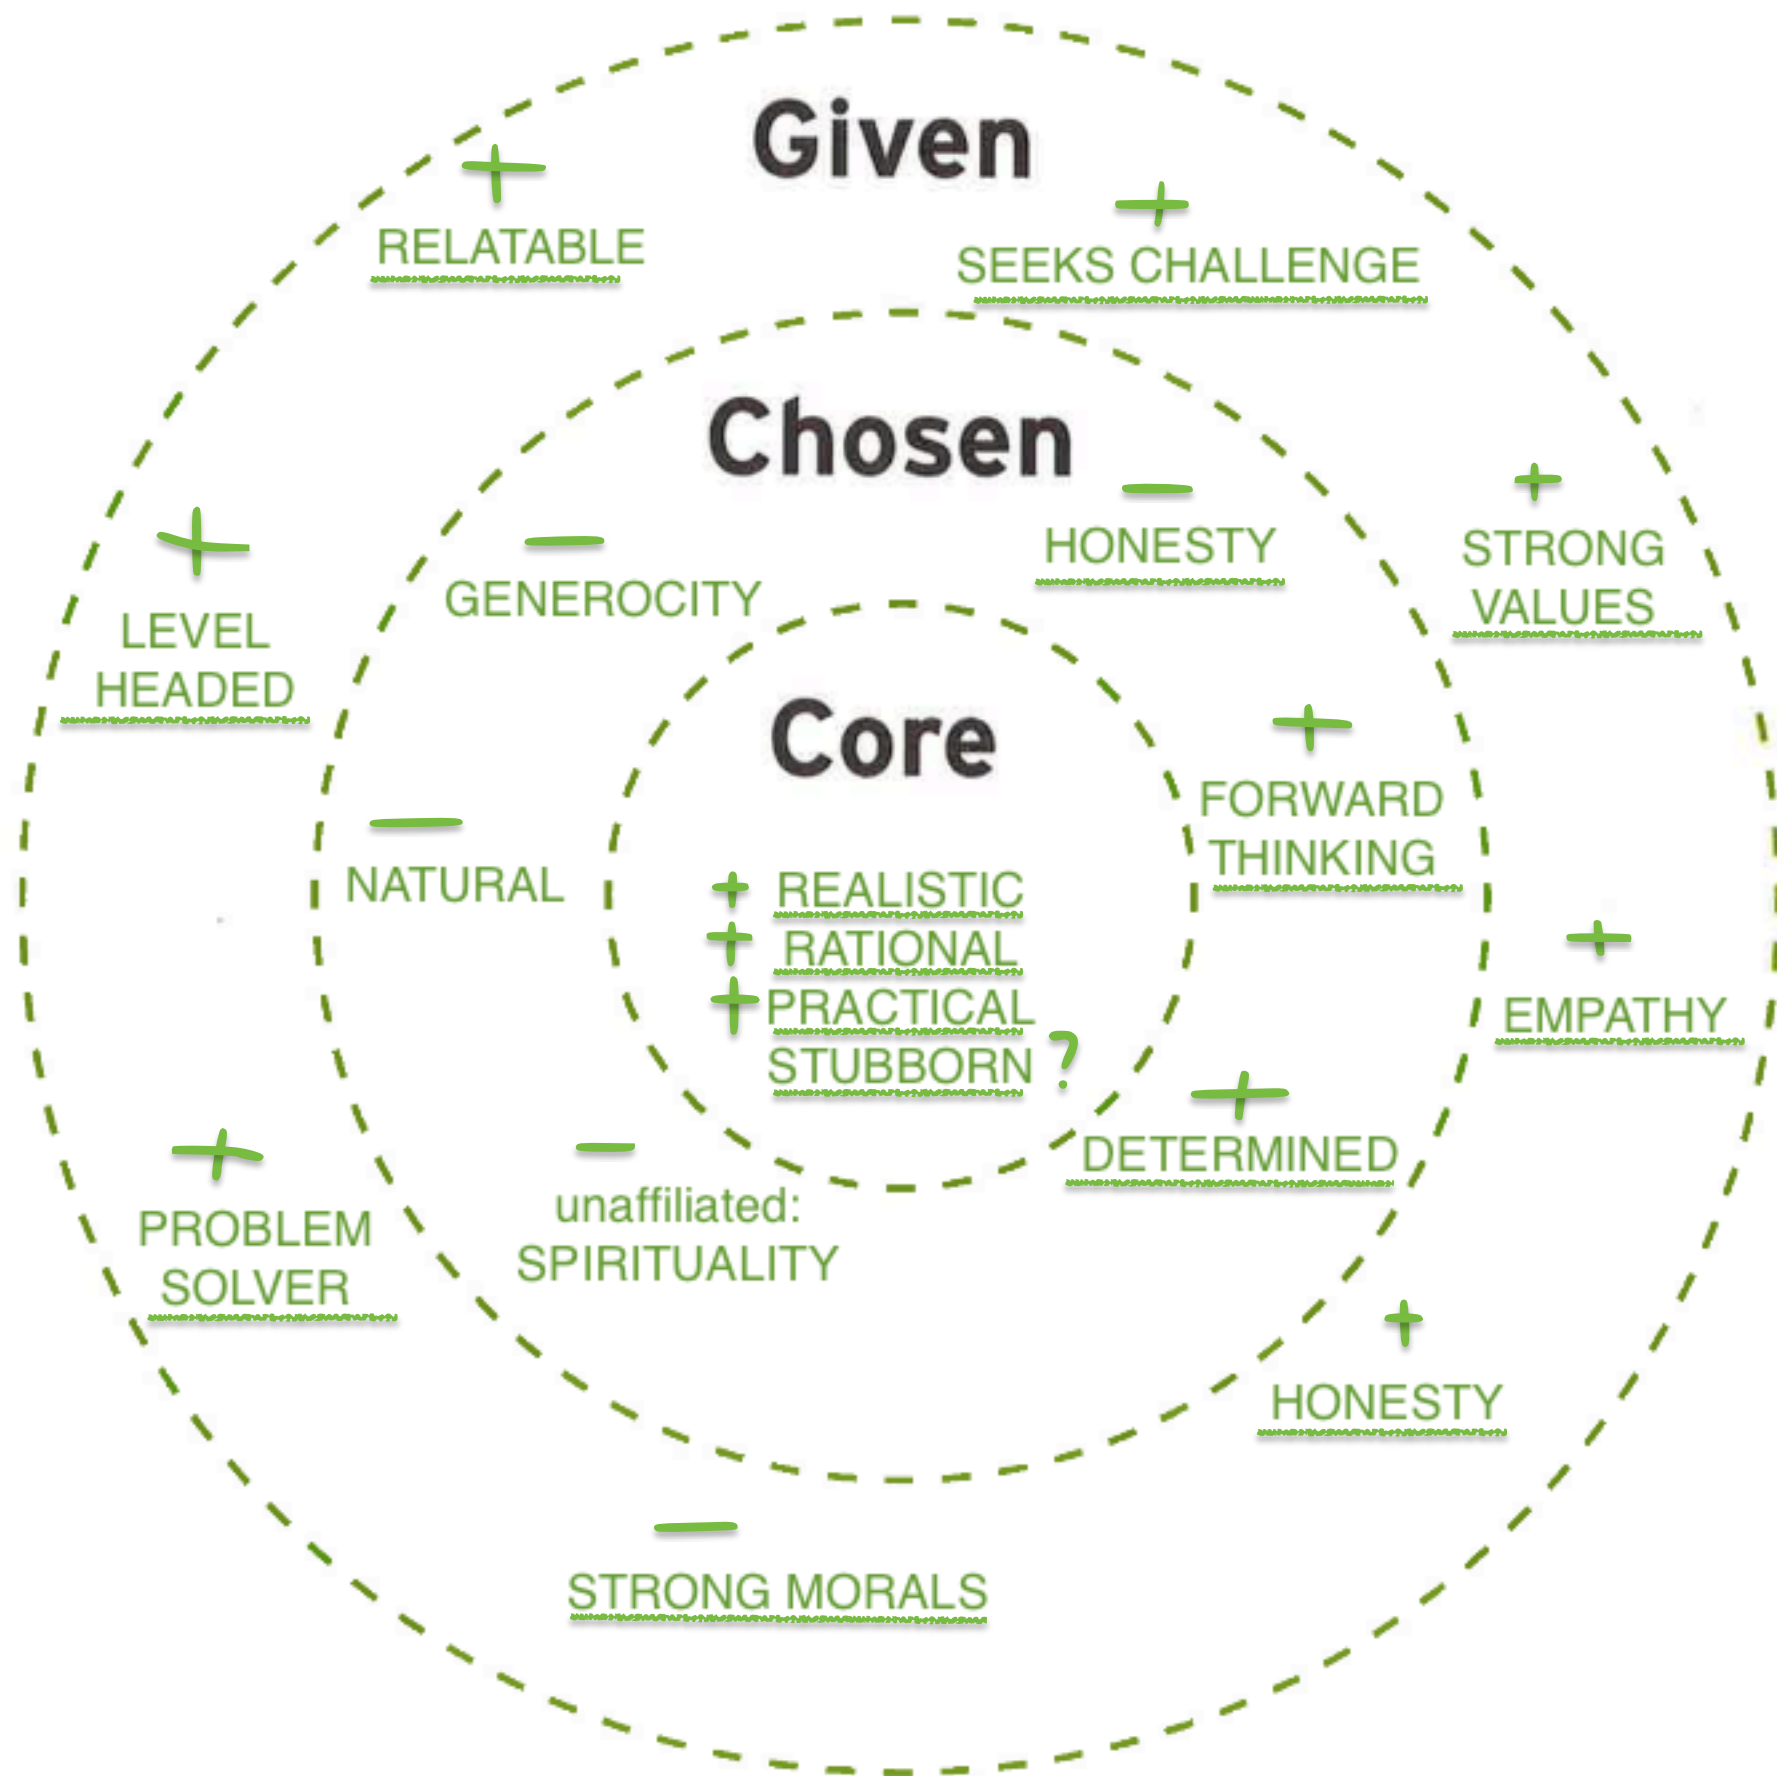 Given
+
RELATABLE
+
SEEKS CHALLENGE
Chosen
−
HONESTY
+
STRONG
VALUES
−
GENEROCITY
+
LEVEL
HEADED
Core
+
FORWARD
THINKING
−
NATURAL
+ REALISTIC
+ RATIONAL
+ PRACTICAL
STUBBORN ?
+
EMPATHY
+
DETERMINED
+
PROBLEM
SOLVER
−
unaffiliated:
SPIRITUALITY
+
HONESTY
−
STRONG MORALS